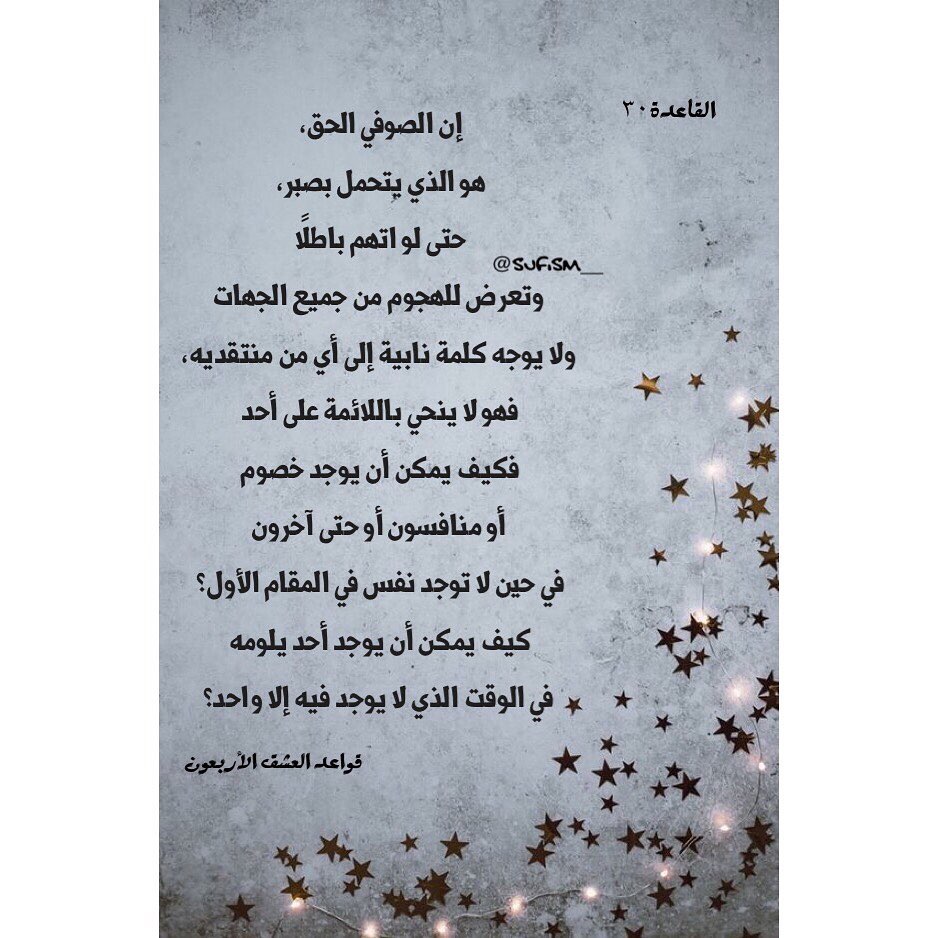 القاعدة ٣٠
إن الصوفي الحق،
هو الذي يتحمل بصبر،
حتى لو اتهم باطلًا
@SUFiSM__
وتعرض للهجوم من جميع الجهات
ولا يوجه كلمة نابية إلى أي من منتقديه،
فهو لا ينحي باللائمة على أحد
فكيف يمكن أن يوجد خصوم
أو منافسون أو حتى آخرون
في حين لا توجد نفس في المقام الأول؟
كيف يمكن أن يوجد أحد يلومه
في الوقت الذي لا يوجد فيه إلا واحد؟
قواعد العشق الأربعون